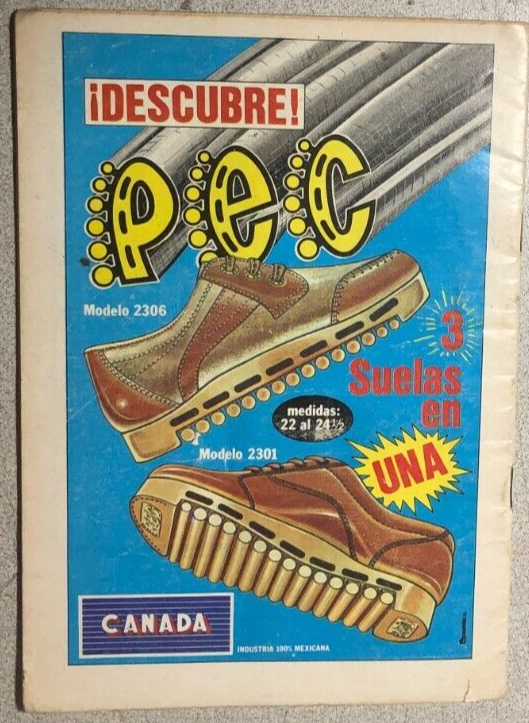 ¡DESCUBRE!
PeC
Modelo 2306
3
Suelas
en
UNA
medidas:
22 al 24½
Modelo 2301
CANADA
INDUSTRIA 100% MEXICANA